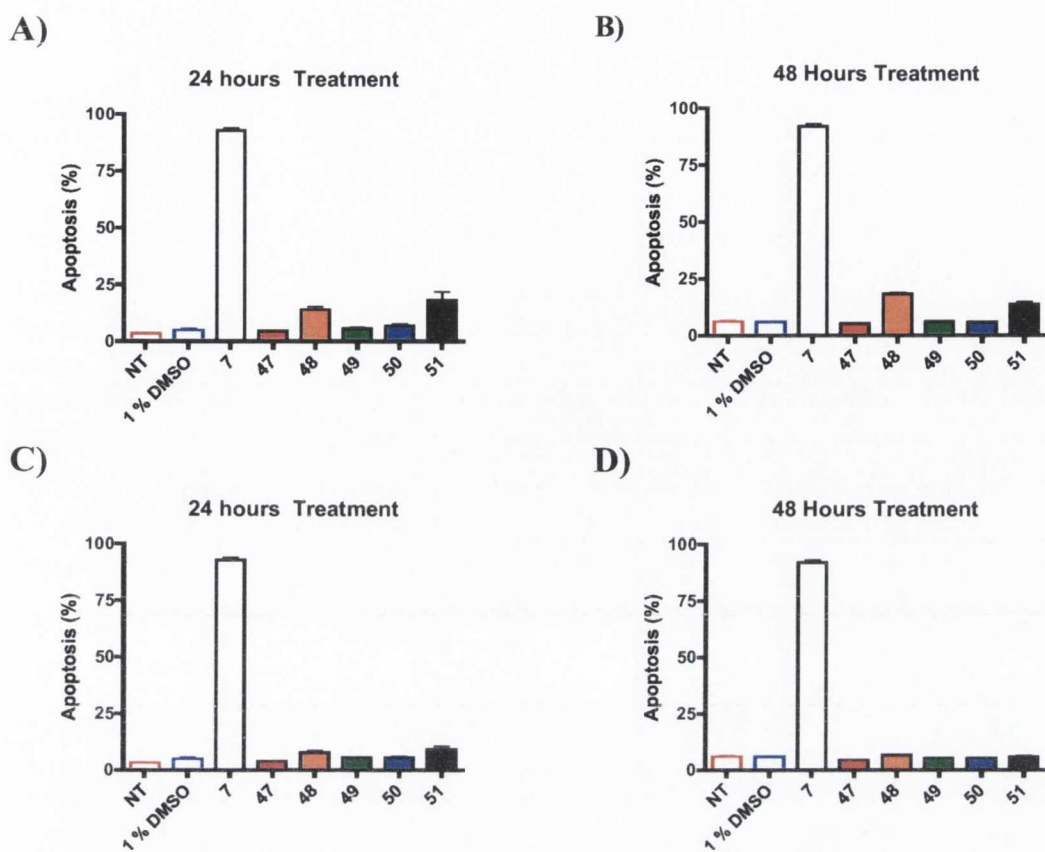 A)
24 hours Treatment
Apoptosis (%)
100
75
50
25
0
NT
1 % DMSO
7
47
48
49
50
51
B)
48 Hours Treatment
Apoptosis (%)
100
75
50
25
0
NT
1 % DMSO
7
47
48
49
50
51
C)
24 hours Treatment
Apoptosis (%)
100
75
50
25
0
NT
1 % DMSO
7
47
48
49
50
51
D)
48 Hours Treatment
Apoptosis (%)
100
75
50
25
0
NT
1 % DMSO
7
47
48
49
50
51